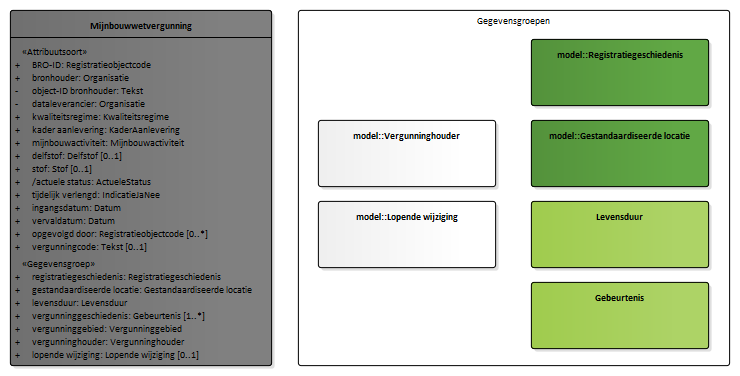 Mijnbouwwetvergunning
«Attribuutsoort»
+ BRO-ID: Registratieobjectcode
+ bronhouder: Organisatie
- object-ID bronhouder: Tekst
- dataleverancier: Organisatie
+ kwaliteitsregime: Kwaliteitsregime
+ kader aanlevering: KaderAanlevering
+ mijnbouwactiviteit: Mijnbouwactiviteit
+ delfstof: Delfstof [0..1]
+ stof: Stof [0..1]
+ /actuele status: ActueleStatus
+ tijdelijk verlengd: IndicatieJaNee
+ ingangsdatum: Datum
+ vervaldatum: Datum
+ opgevolgd door: Registratieobjectcode [0..*]
+ vergunningcode: Tekst [0..1]
«Gegevensgroep»
+ registratiegeschiedenis: Registratiegeschiedenis
+ gestandaardiseerde locatie: Gestandaardiseerde locatie
+ levensduur: Levensduur
+ vergunninggeschiedenis: Gebeurtenis [1..*]
+ vergunninggebied: Vergunninggebied
+ vergunninghouder: Vergunninghouder
+ lopende wijziging: Lopende wijziging [0..1]
Gegevensgroepen
model::Registratiegeschiedenis
model::Vergunninghouder
model::Gestandaardiseerde locatie
model::Lopende wijziging
Levensduur
Gebeurtenis